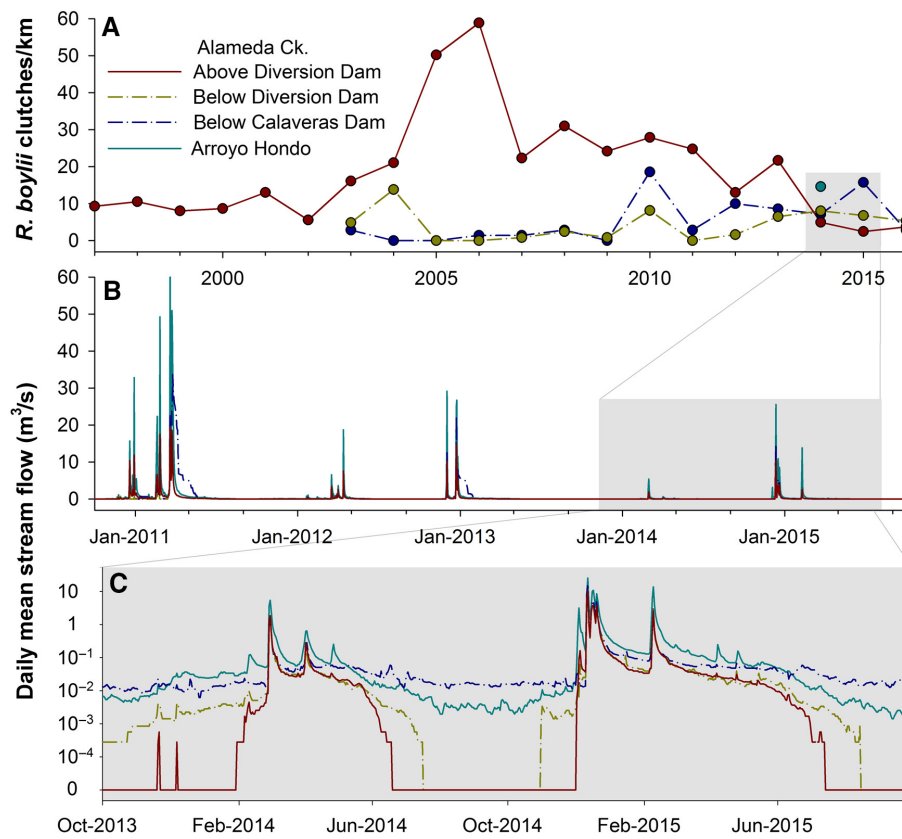 A
60
50
40
30
20
10
0
R. boylii clutches/km
Alameda Ck.
Above Diversion Dam
Below Diversion Dam
Below Calaveras Dam
Arroyo Hondo
2000 2005 2010 2015
B
60
50
40
30
20
10
0
Daily mean stream flow (m³/s)
Jan-2011 Jan-2012 Jan-2013 Jan-2014 Jan-2015
C
10
1
10⁻¹
10⁻²
10⁻³
10⁻⁴
0
Oct-2013 Feb-2014 Jun-2014 Oct-2014 Feb-2015 Jun-2015